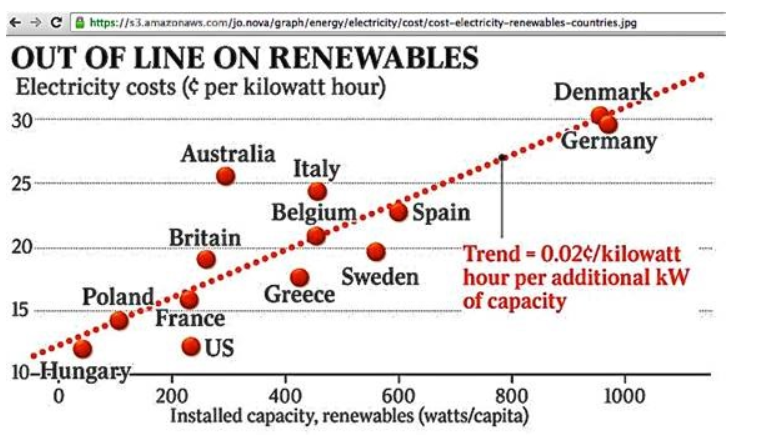 https://s3.amazonaws.com/jo.nova/graph/energy/electricity/cost/cost-electricity-renewables-countries.jpg
OUT OF LINE ON RENEWABLES
Electricity costs (¢ per kilowatt hour)
Denmark
30
Germany
Australia
Italy
25
Belgium
Spain
Britain
20
Trend = 0.02¢/kilowatt
hour per additional kW
of capacity
Sweden
Greece
Poland
15
France
US
10
Hungary
0 200 400 600 800 1000
Installed capacity, renewables (watts/capita)